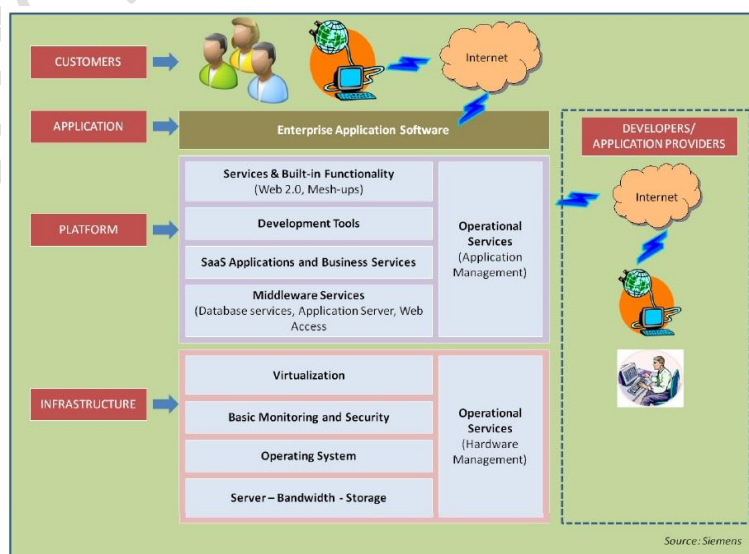 CUSTOMERS
Internet
APPLICATION
Enterprise Application Software
DEVELOPERS/
APPLICATION PROVIDERS
PLATFORM
Services & Built-in Functionality
(Web 2.0, Mesh-ups)
Development Tools
SaaS Applications and Business Services
Middleware Services
(Database services, Application Server, Web
Access
Operational
Services
(Application
Management)
Internet
INFRASTRUCTURE
Virtualization
Basic Monitoring and Security
Operating System
Server – Bandwidth - Storage
Operational
Services
(Hardware
Management)
Source: Siemens